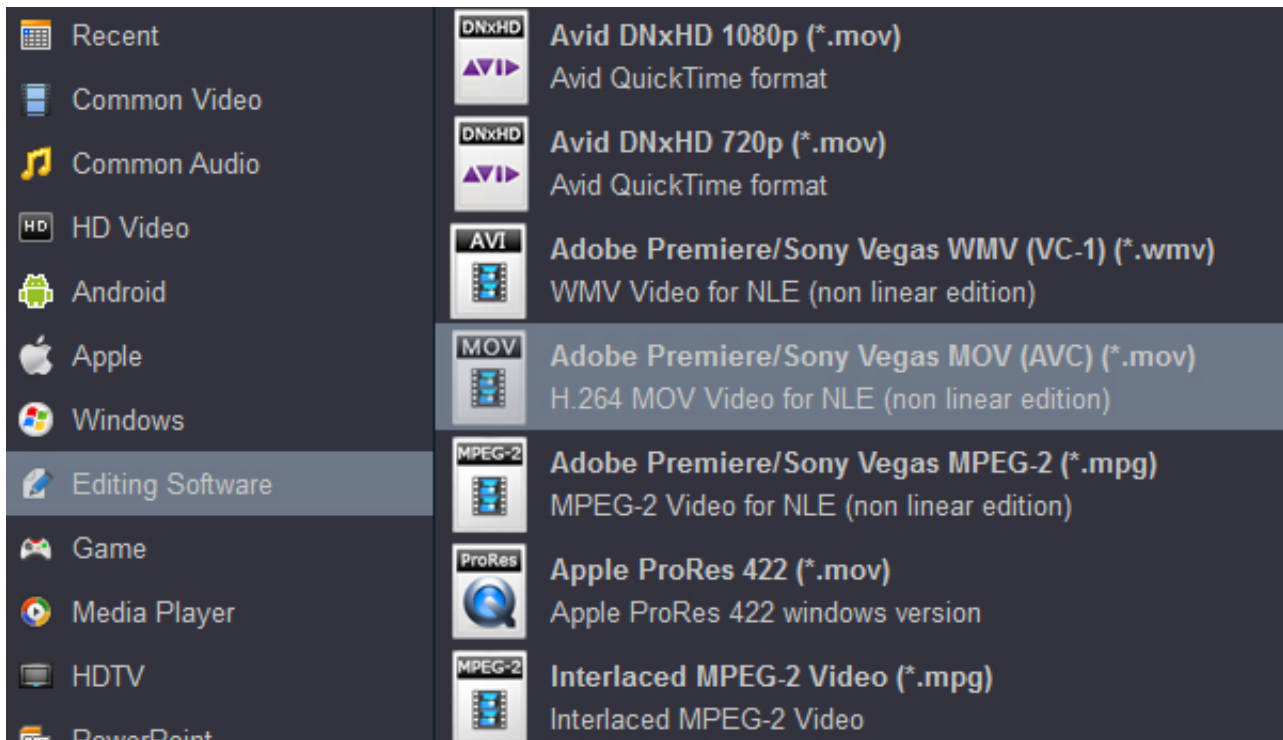 Recent
Common Video
Common Audio
HD
HD Video
Android
Apple
Windows
Editing Software
Game
Media Player
HDTV
PowerPoint
DNxHD
AVID
Avid DNxHD 1080p (*.mov)
Avid QuickTime format
DNxHD
AVID
Avid DNxHD 720p (*.mov)
Avid QuickTime format
AVI
Adobe Premiere/Sony Vegas WMV (VC-1) (*.wmv)
WMV Video for NLE (non linear edition)
MOV
Adobe Premiere/Sony Vegas MOV (AVC) (*.mov)
H.264 MOV Video for NLE (non linear edition)
MPEG-2
Adobe Premiere/Sony Vegas MPEG-2 (*.mpg)
MPEG-2 Video for NLE (non linear edition)
ProRes
Apple ProRes 422 (*.mov)
Apple ProRes 422 windows version
MPEG-2
Interlaced MPEG-2 Video (*.mpg)
Interlaced MPEG-2 Video